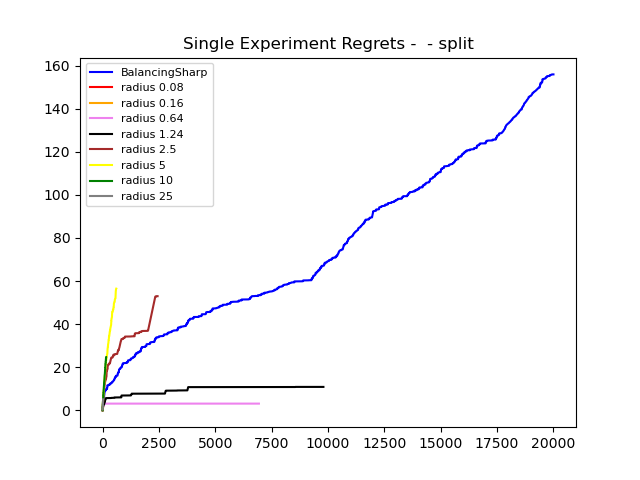 Single Experiment Regrets -  - split
160
140
120
100
80
60
40
20
0
BalancingSharp
radius 0.08
radius 0.16
radius 0.64
radius 1.24
radius 2.5
radius 5
radius 10
radius 25
0 2500 5000 7500 10000 12500 15000 17500 20000